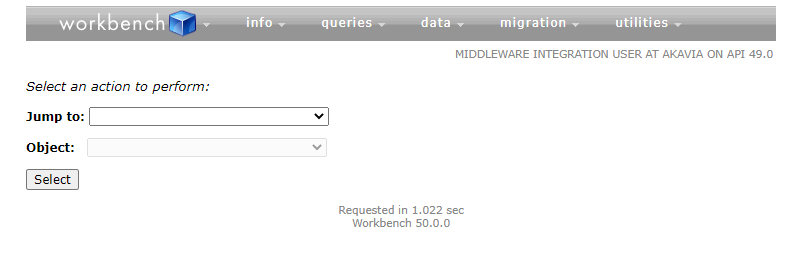 workbench info queries data migration utilities
MIDDLEWARE INTEGRATION USER AT AKAVIA ON API 49.0
Select an action to perform:
Jump to:
Object:
Select
Requested in 1.022 sec
Workbench 50.0.0